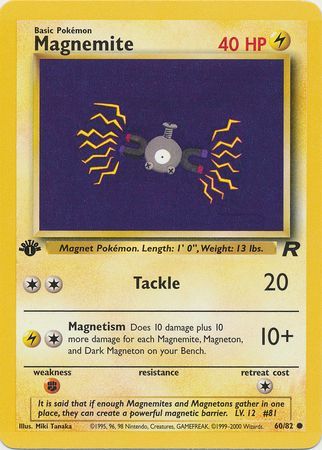 Basic Pokémon
Magnemite 40 HP
Magnet Pokémon. Length: 1' 0", Weight: 13 lbs.
EDITION
1
R
Tackle 20
Magnetism Does 10 damage plus 10
more damage for each Magnemite, Magneton,
and Dark Magneton on your Bench.
10+
weakness resistance retreat cost
It is said that if enough Magnemites and Magnetons gather in one
place, they can create a powerful magnetic barrier. LV. 12 #81
Illus. Miki Tanaka ©1995, 96, 98 Nintendo, Creatures, GAMEFREAK. ©1999-2000 Wizards. 60/82